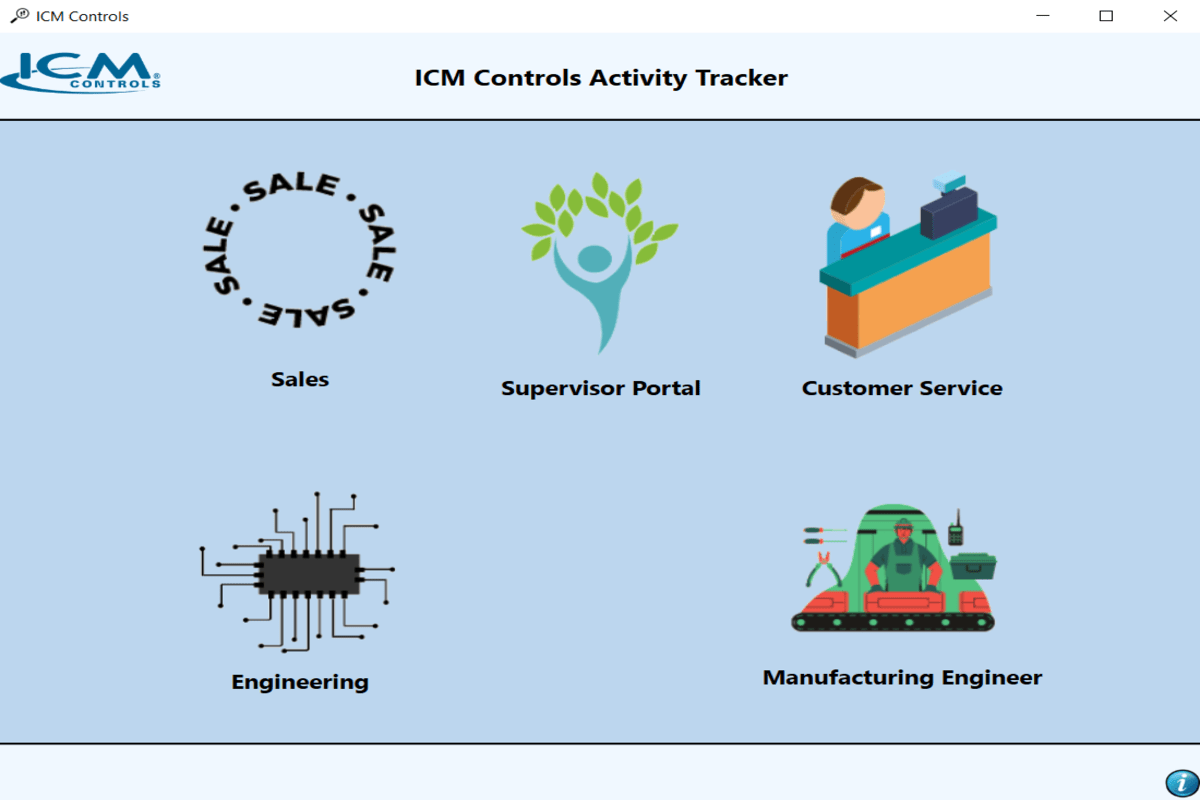 ICM Controls
ICM®
CONTROLS
ICM Controls Activity Tracker
SALE • SALE • SALE • SALE •
Sales
Supervisor Portal
Customer Service
Engineering
Manufacturing Engineer
i